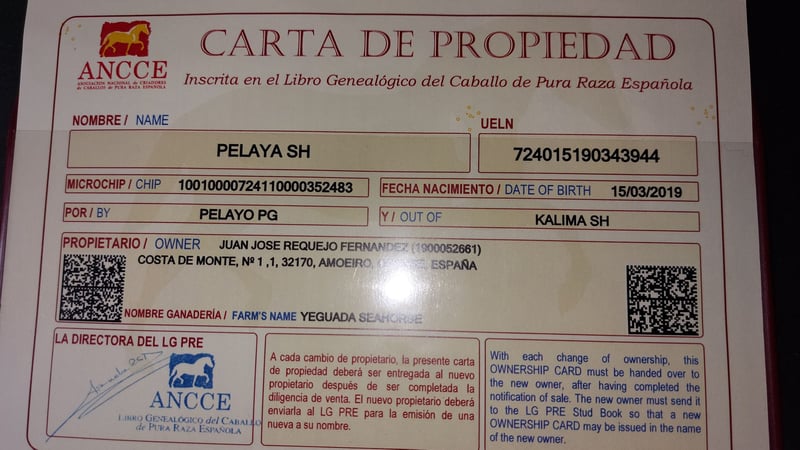 ANCCE
ASOCIACIÓN NACIONAL DE CRIADORES
DE CABALLOS DE PURA RAZA ESPAÑOLA
CARTA DE PROPIEDAD
Inscrita en el Libro Genealógico del Caballo de Pura Raza Española
NOMBRE / NAME
UELN
PELAYA SH
724015190343944
MICROCHIP / CHIP 10010000724110000352483
FECHA NACIMIENTO / DATE OF BIRTH 15/03/2019
POR / BY PELAYO PG
Y / OUT OF KALIMA SH
PROPIETARIO / OWNER JUAN JOSE REQUEJO FERNANDEZ (1900052661)
COSTA DE MONTE, Nº 1 ,1, 32170, AMOEIRO, ESPAÑA
NOMBRE GANADERÍA / FARM'S NAME YEGUADA SEAHORSE
LA DIRECTORA DEL LG PRE
ANCCE
LIBRO GENEALÓGICO DEL CABALLO
DE PURA RAZA ESPAÑOLA
A cada cambio de propietario, la presente carta
de propiedad deberá ser entregada al nuevo
propietario después de ser completada la
diligencia de venta. El nuevo propietario deberá
enviarla al LG PRE para la emisión de una
nueva a su nombre.
With each change of ownership, this
OWNERSHIP CARD must be handed over to
the new owner, after having completed the
notification of sale. The new owner must send it
to the LG PRE Stud Book so that a new
OWNERSHIP CARD may be issued in the name
of the new owner.